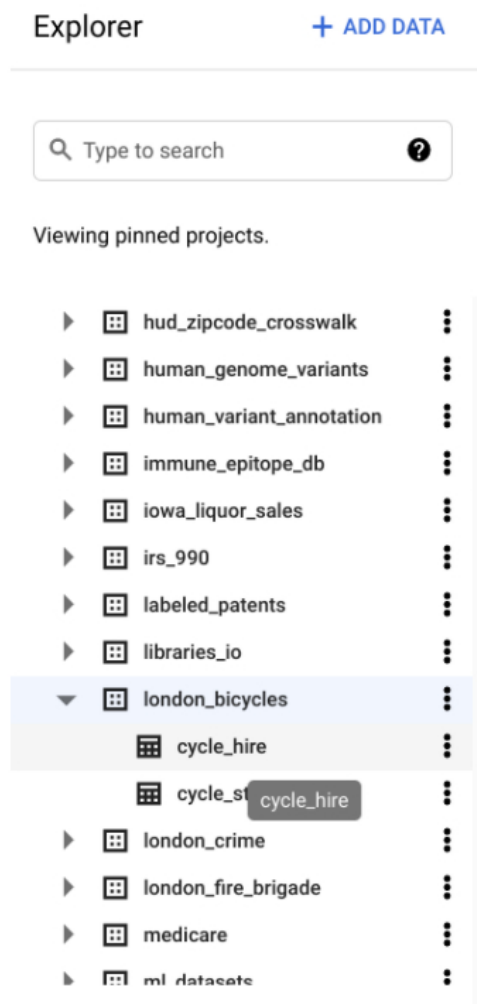 Explorer + ADD DATA
Type to search
Viewing pinned projects.
hud_zipcode_crosswalk
human_genome_variants
human_variant_annotation
immune_epitope_db
iowa_liquor_sales
irs_990
labeled_patents
libraries_io
london_bicycles
cycle_hire
cycle_st
cycle_hire
london_crime
london_fire_brigade
medicare
ml_datasets